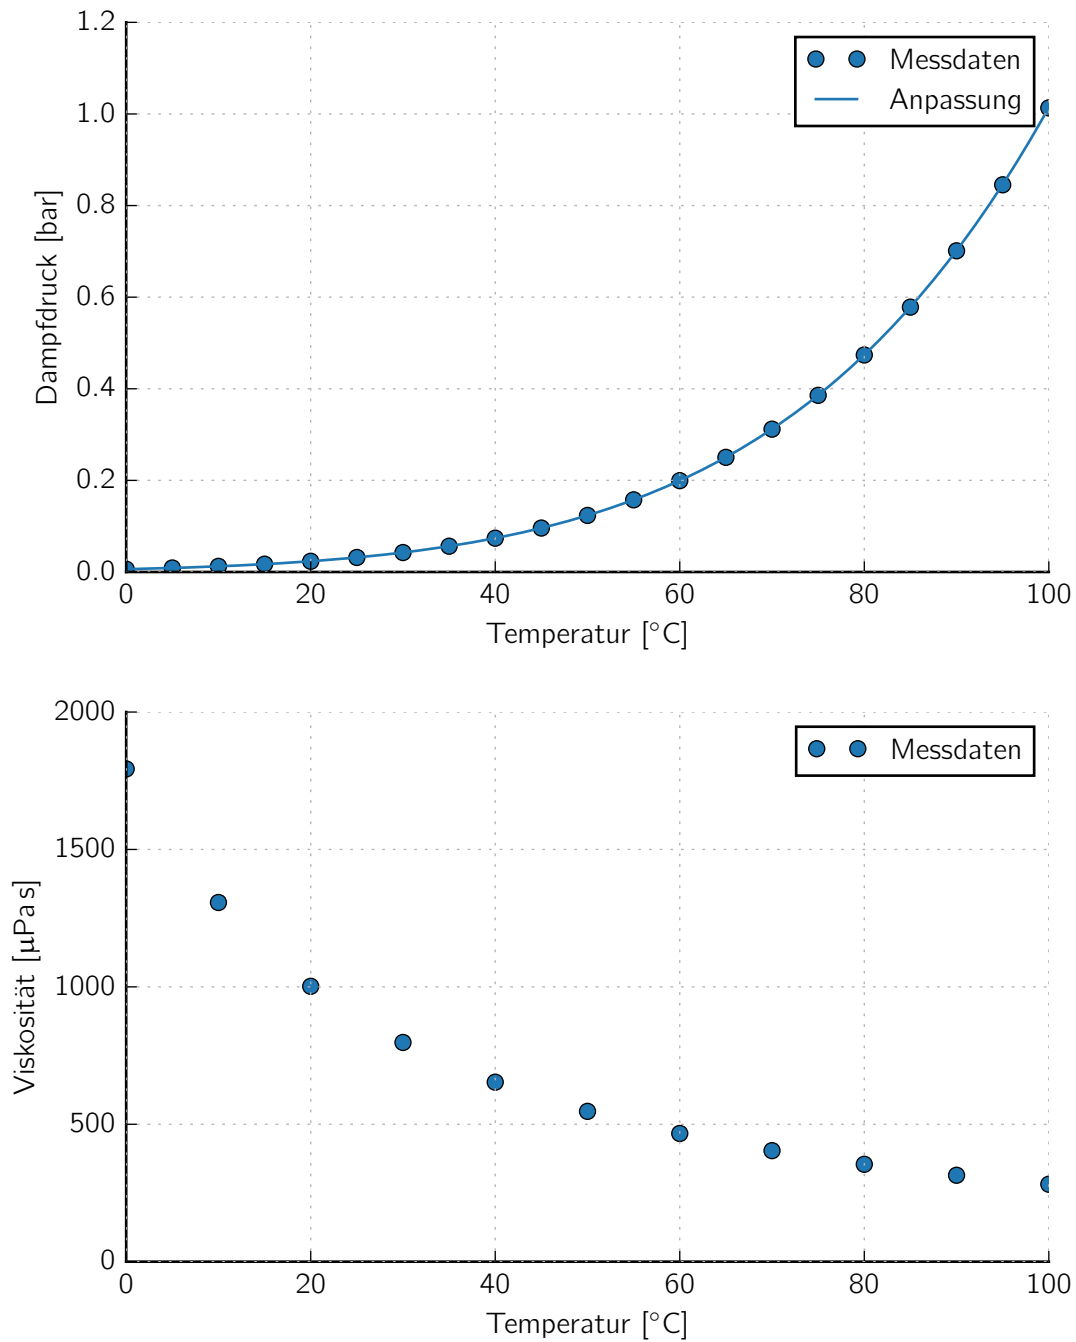 1.2
1.0
0.8
0.6
0.4
0.2
0.0
Dampfdruck [bar]
Messdaten
Anpassung
0 20 40 60 80 100
Temperatur [°C]
2000
1500
1000
500
0
Viskosität [µPa s]
Messdaten
0 20 40 60 80 100
Temperatur [°C]